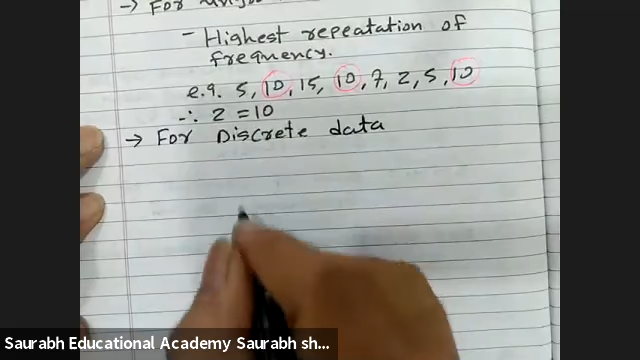 → For
- Highest repeatation of
frequency.
e.g. 5, 10, 15, 10, 7, 2, 5, 10
∴ Z = 10
→ For Discrete data
Saurabh Educational Academy Saurabh sh...